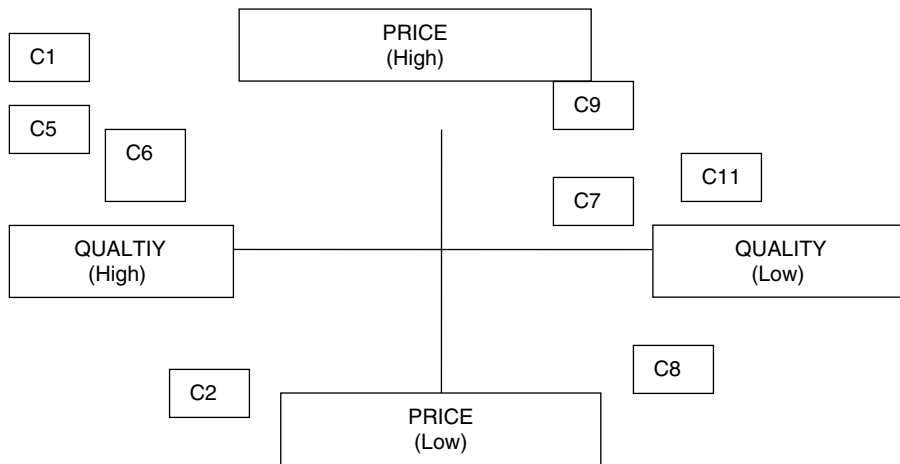 PRICE
(High)
C1
C9
C5
C6
C11
C7
QUALTIY
(High)
QUALITY
(Low)
C8
C2
PRICE
(Low)